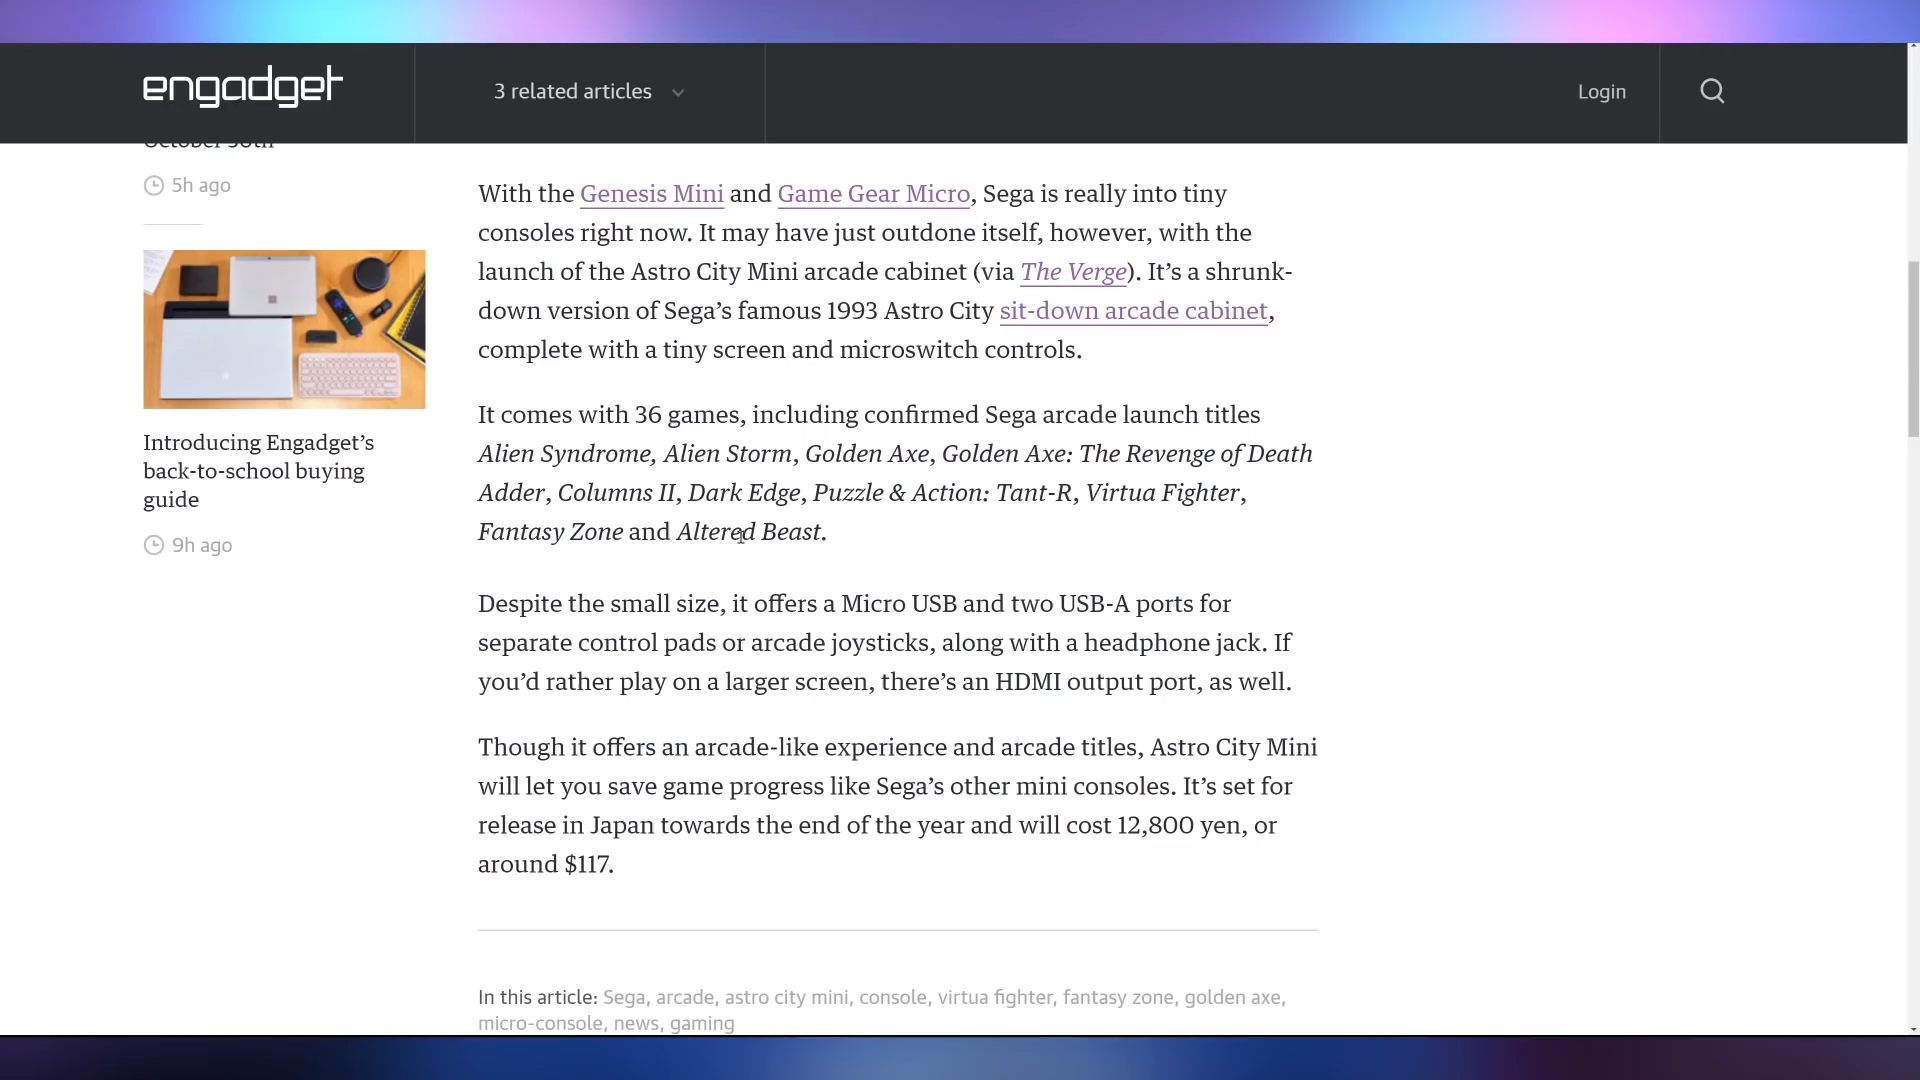 engadget
3 related articles
Login
5h ago
Introducing Engadget’s
back-to-school buying
guide
9h ago
With the Genesis Mini and Game Gear Micro, Sega is really into tiny
consoles right now. It may have just outdone itself, however, with the
launch of the Astro City Mini arcade cabinet (via The Verge). It’s a shrunk-
down version of Sega’s famous 1993 Astro City sit-down arcade cabinet,
complete with a tiny screen and microswitch controls.
It comes with 36 games, including confirmed Sega arcade launch titles
Alien Syndrome, Alien Storm, Golden Axe, Golden Axe: The Revenge of Death
Adder, Columns II, Dark Edge, Puzzle & Action: Tant-R, Virtua Fighter,
Fantasy Zone and Altered Beast.
Despite the small size, it offers a Micro USB and two USB-A ports for
separate control pads or arcade joysticks, along with a headphone jack. If
you’d rather play on a larger screen, there’s an HDMI output port, as well.
Though it offers an arcade-like experience and arcade titles, Astro City Mini
will let you save game progress like Sega’s other mini consoles. It’s set for
release in Japan towards the end of the year and will cost 12,800 yen, or
around $117.
In this article: Sega, arcade, astro city mini, console, virtua fighter, fantasy zone, golden axe,
micro-console, news, gaming